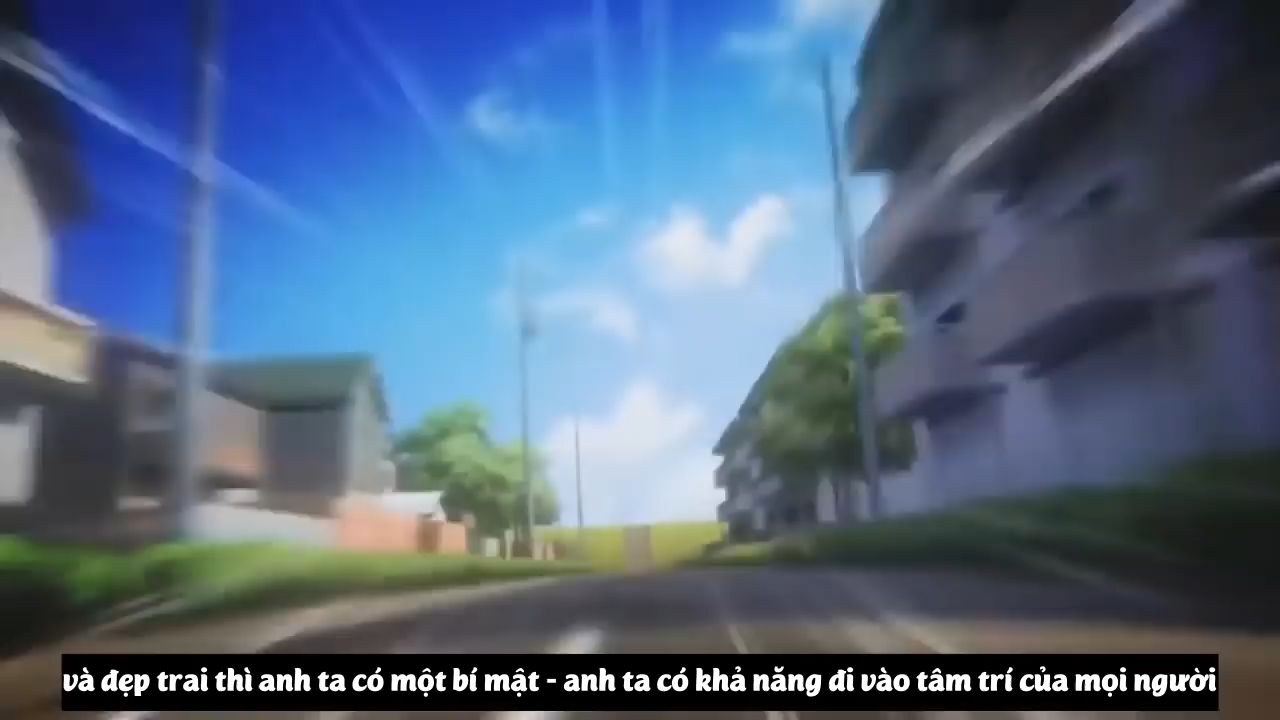 và đẹp trai thì anh ta có một bí mật - anh ta có khả năng đi vào tâm trí của mọi người